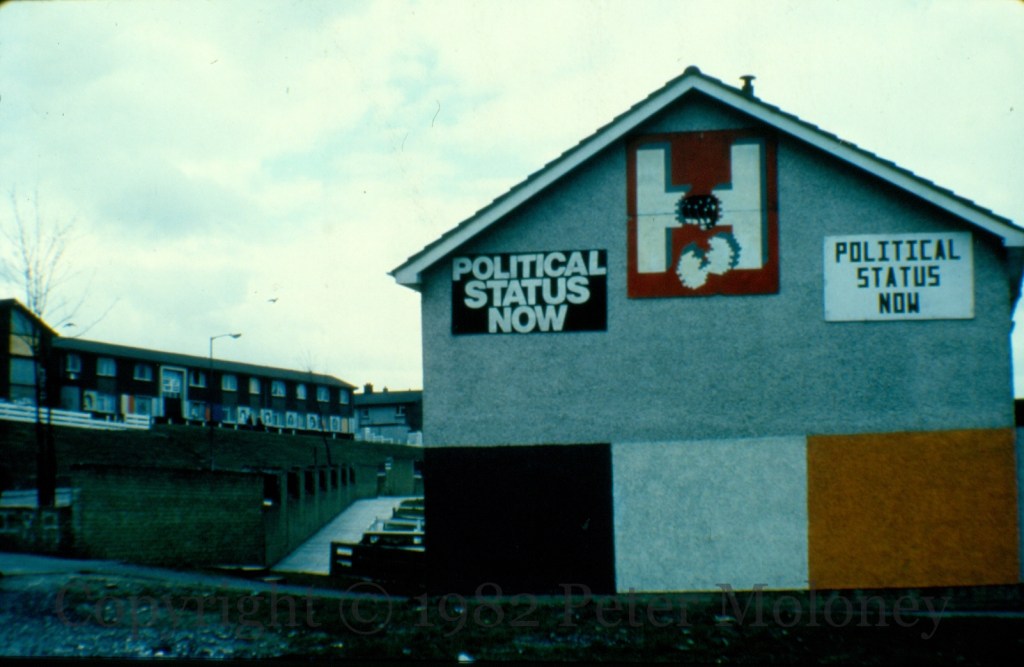 POLITICAL
STATUS
NOW
H
POLITICAL
STATUS
NOW
Copyright © 1982 Peter Moloney